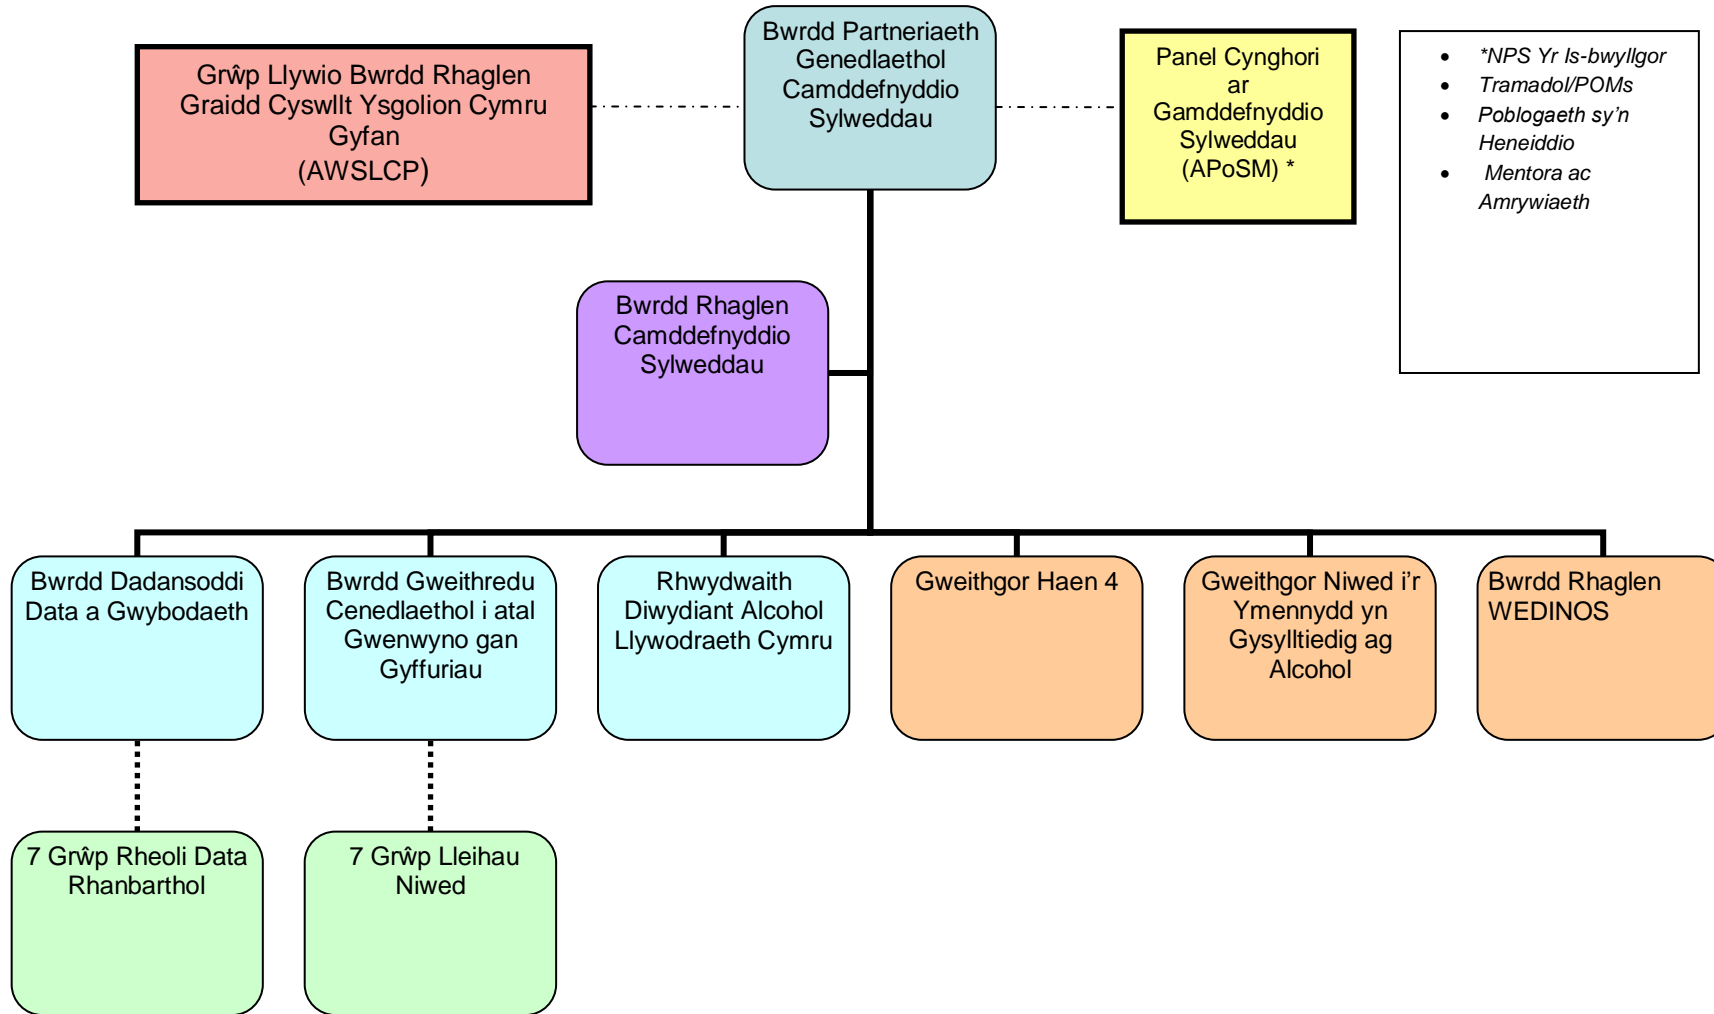 Bwrdd Partneriaeth
Genedlaethol
Camddefnyddio
Sylweddau
Grŵp Llywio Bwrdd Rhaglen
Graidd Cyswllt Ysgolion Cymru
Gyfan
(AWSLCP)
Panel Cynghori
ar
Gamddefnyddio
Sylweddau
(APoSM) *
• *NPS Yr Is-bwyllgor
• Tramadol/POMs
• Poblogaeth sy’n
Heneiddio
• Mentora ac
Amrywiaeth
Bwrdd Rhaglen
Camddefnyddio
Sylweddau
Bwrdd Dadansoddi
Data a Gwybodaeth
Bwrdd Gweithredu
Cenedlaethol i atal
Gwenwyno gan
Gyffuriau
Rhwydwaith
Diwydiant Alcohol
Llywodraeth Cymru
Gweithgor Haen 4
Gweithgor Niwed i’r
Ymennydd yn
Gysylltiedig ag
Alcohol
Bwrdd Rhaglen
WEDINOS
7 Grŵp Rheoli Data
Rhanbarthol
7 Grŵp Lleihau
Niwed